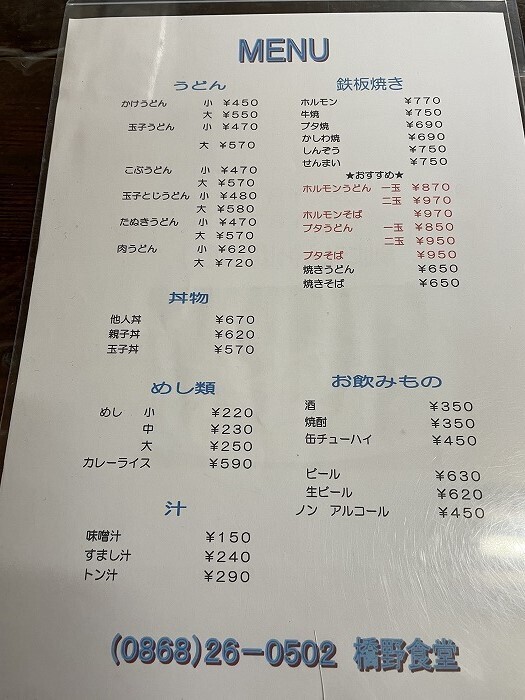 MENU
うどん
かけうどん 小 ¥450
大 ¥550
玉子うどん 小 ¥470
大 ¥570
こぶうどん 小 ¥470
大 ¥570
玉子とじうどん 小 ¥480
大 ¥580
たぬきうどん 小 ¥470
大 ¥570
肉うどん 小 ¥620
大 ¥720
丼物
他人丼 ¥670
親子丼 ¥620
玉子丼 ¥570
めし類
めし 小 ¥220
中 ¥230
大 ¥250
カレーライス ¥590
汁
味噌汁 ¥150
すまし汁 ¥240
トン汁 ¥290
鉄板焼き
ホルモン ¥770
牛焼 ¥750
ブタ焼 ¥690
かしわ焼 ¥690
しんぞう ¥750
せんまい ¥750
★おすすめ★
ホルモンうどん 一玉 ¥870
二玉 ¥970
ホルモンそば ¥970
ブタうどん 一玉 ¥850
二玉 ¥950
ブタそば ¥950
焼きうどん ¥650
焼きそば ¥650
お飲みもの
酒 ¥350
焼酎 ¥350
缶チューハイ ¥450
ビール ¥630
生ビール ¥620
ノン アルコール ¥450
(0868)26-0502 橋野食堂